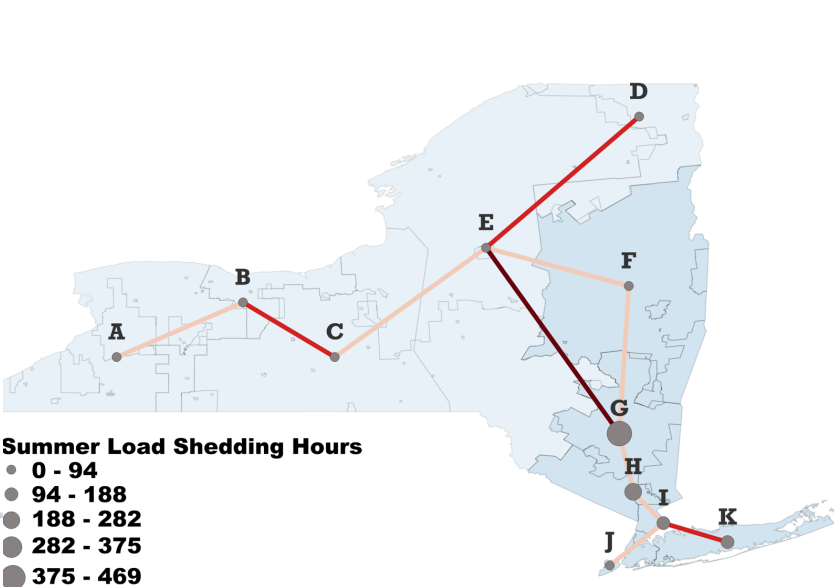 D
E
F
B
A
C
G
H
I
K
J
Summer Load Shedding Hours
0 - 94
94 - 188
188 - 282
282 - 375
375 - 469